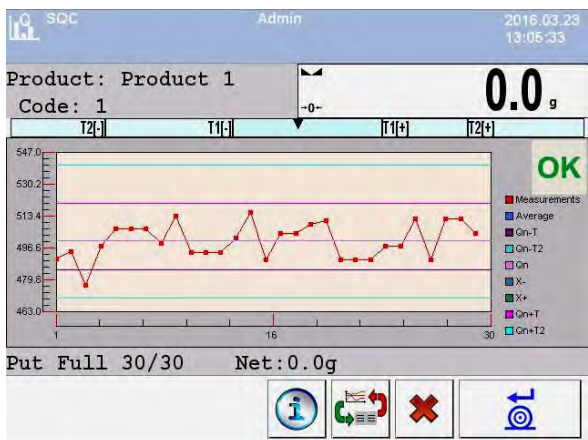 SQC Admin 2016.03.23
13:05:33
Product: Product 1
Code: 1
→0← 0.0 g
T2[-] T1[-] T1[+] T2[+]
OK
547.0
530.2
513.4
496.6
479.8
463.0
1 16 30
Measurements
Average
Qn-T
Qn-T2
Qn
X-
X+
Qn+T
Qn+T2
Put Full 30/30 Net:0.0g